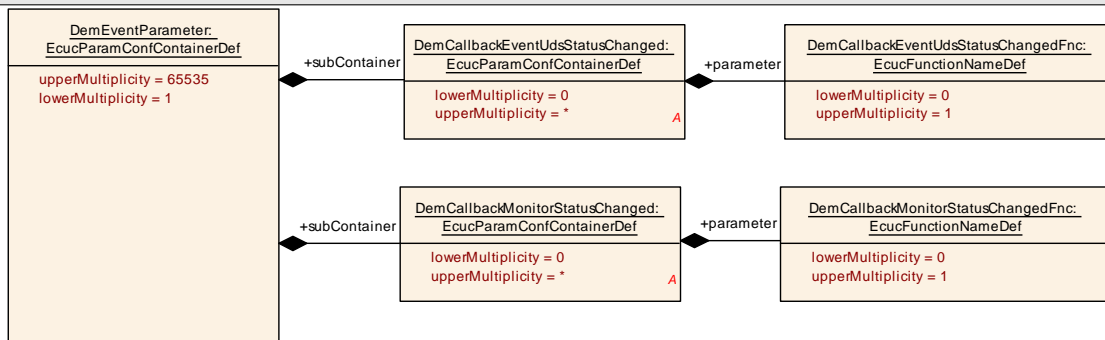 DemEventParameter:
EcucParamConfContainerDef
upperMultiplicity = 65535
lowerMultiplicity = 1
+subContainer
DemCallbackEventUdsStatusChanged:
EcucParamConfContainerDef
lowerMultiplicity = 0
upperMultiplicity = *
A
+parameter
DemCallbackEventUdsStatusChangedFnc:
EcucFunctionNameDef
lowerMultiplicity = 0
upperMultiplicity = 1
+subContainer
DemCallbackMonitorStatusChanged:
EcucParamConfContainerDef
lowerMultiplicity = 0
upperMultiplicity = *
A
+parameter
DemCallbackMonitorStatusChangedFnc:
EcucFunctionNameDef
lowerMultiplicity = 0
upperMultiplicity = 1